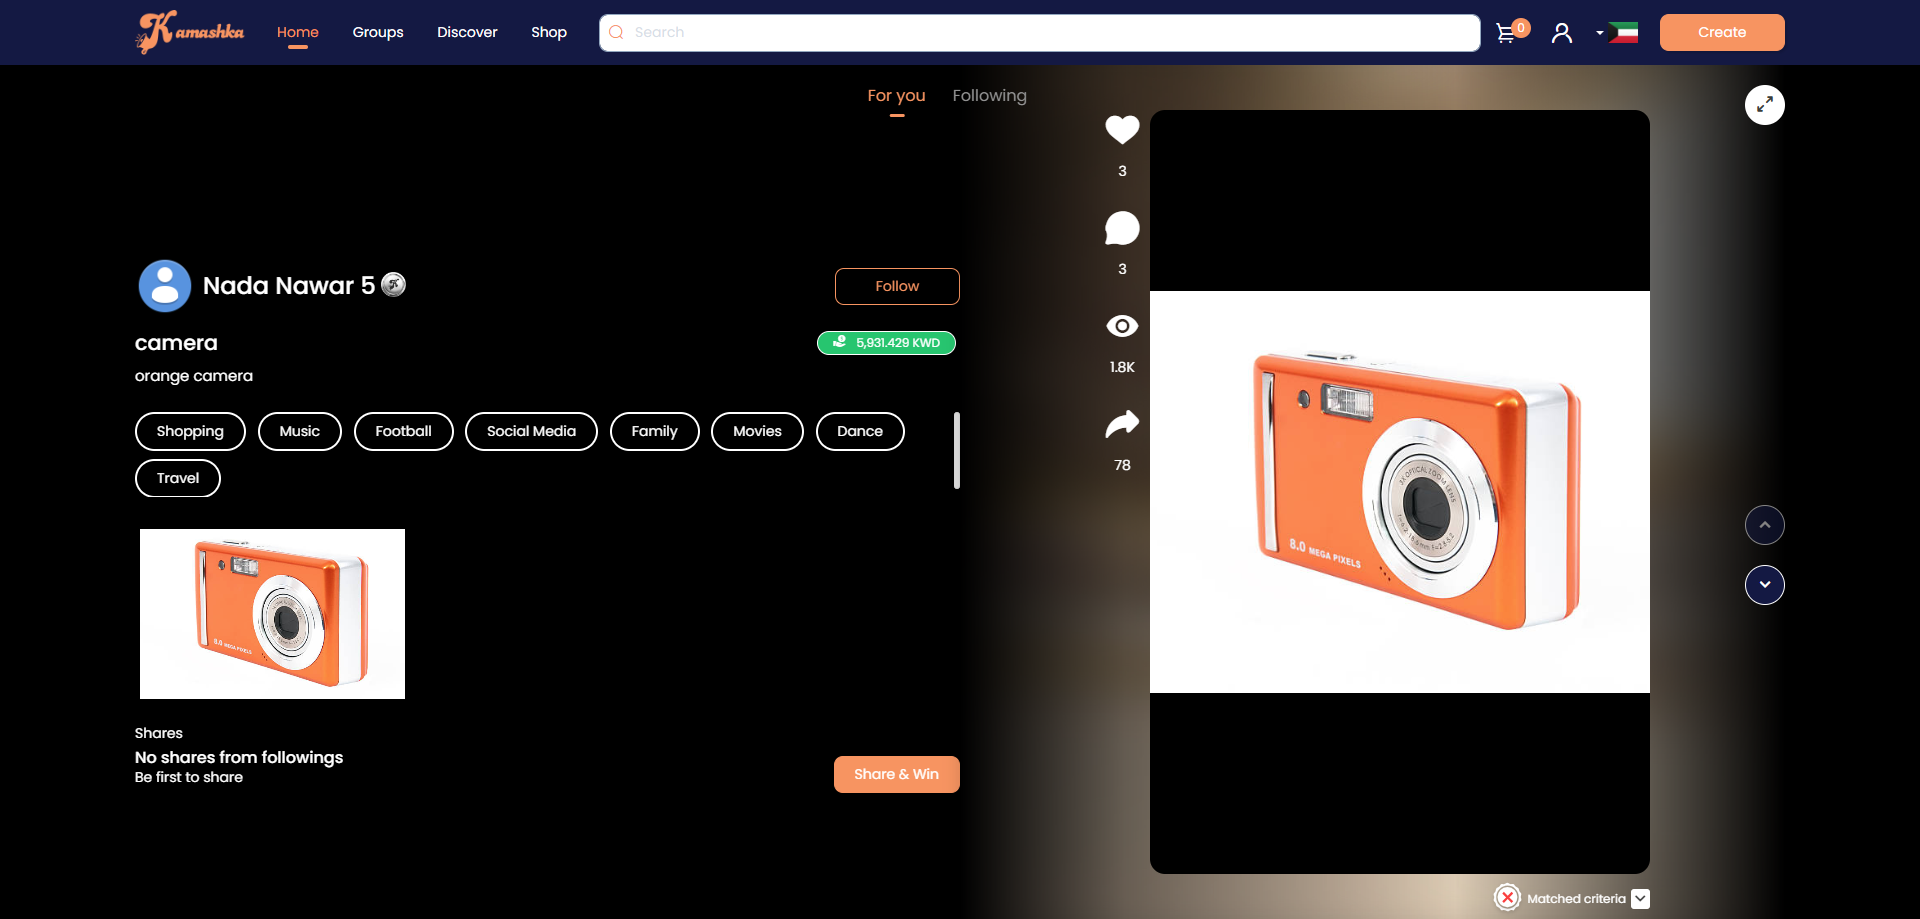 Kamashka
Home
Groups
Discover
Shop
Search
0
Create
For you
Following
Nada Nawar 5
Follow
camera
5,931.429 KWD
orange camera
Shopping
Music
Football
Social Media
Family
Movies
Dance
Travel
8.0 MEGA PIXELS
Shares
No shares from followings
Be first to share
Share & Win
3
3
1.8K
78
3X OPTICAL ZOOM LENS
8.0 MEGA PIXELS
Matched criteria